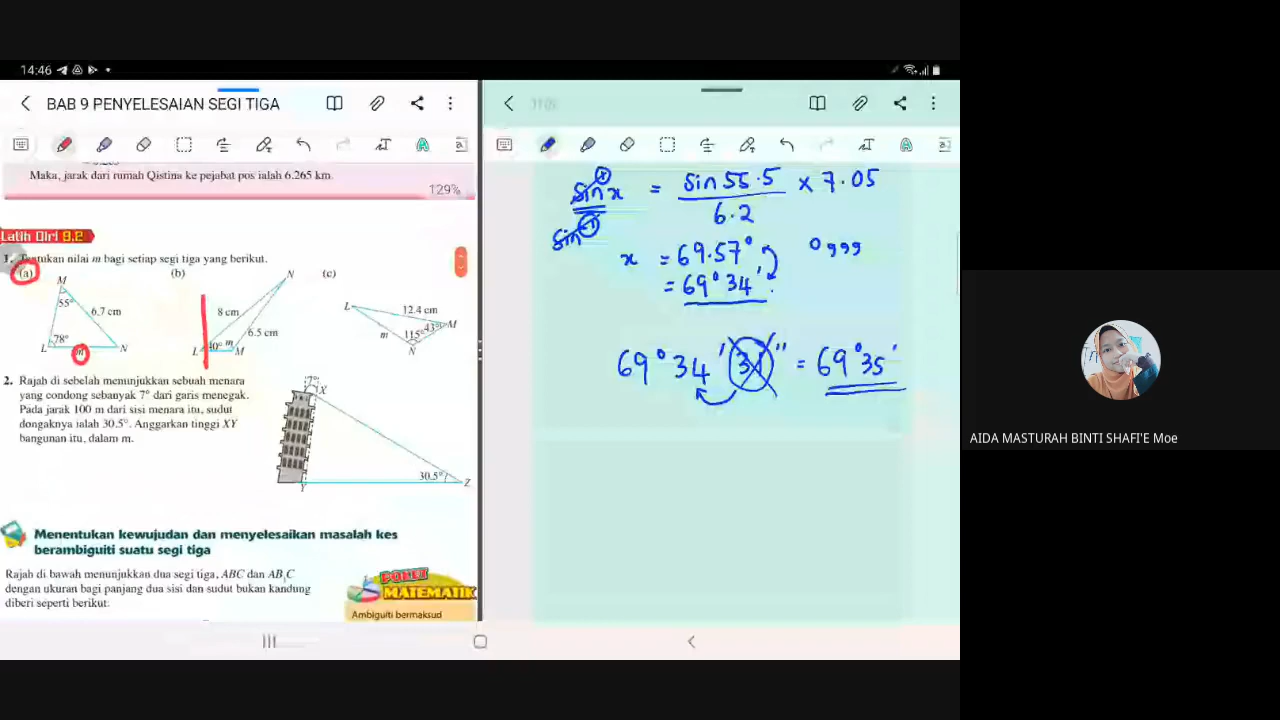 14:46
BAB 9 PENYELESAIAN SEGI TIGA
Maka, jarak dari rumah Qistina ke pejabat pos ialah 6.265 km.
129%
Latih Diri 9.2
1. Tentukan nilai m bagi setiap segi tiga yang berikut.
(a) (b) (c)
M
55°
6.7 cm
78°
L m N
N
8 cm
6.5 cm
40° m
L M
L
12.4 cm
43° M
m 115°
N
2. Rajah di sebelah menunjukkan sebuah menara
yang condong sebanyak 7° dari garis menegak.
Pada jarak 100 m dari sisi menara itu, sudut
dongaknya ialah 30.5°. Anggarkan tinggi XY
bangunan itu, dalam m.
7°
X
30.5°
Z
Y
Menentukan kewujudan dan menyelesaikan masalah kes
berambiguiti suatu segi tiga
Rajah di bawah menunjukkan dua segi tiga, ABC dan AB₁C
dengan ukuran bagi panjang dua sisi dan sudut bukan kandung
diberi seperti berikut:
POKET
MATEMATIK
Ambiguiti bermaksud
sin x = sin 55.5 / 6.2 × 7.05
sin⁻¹
x = 69.57° 0999
= 69° 34'
69° 34' 31" = 69° 35'
AIDA MASTURAH BINTI SHAFI'E Moe